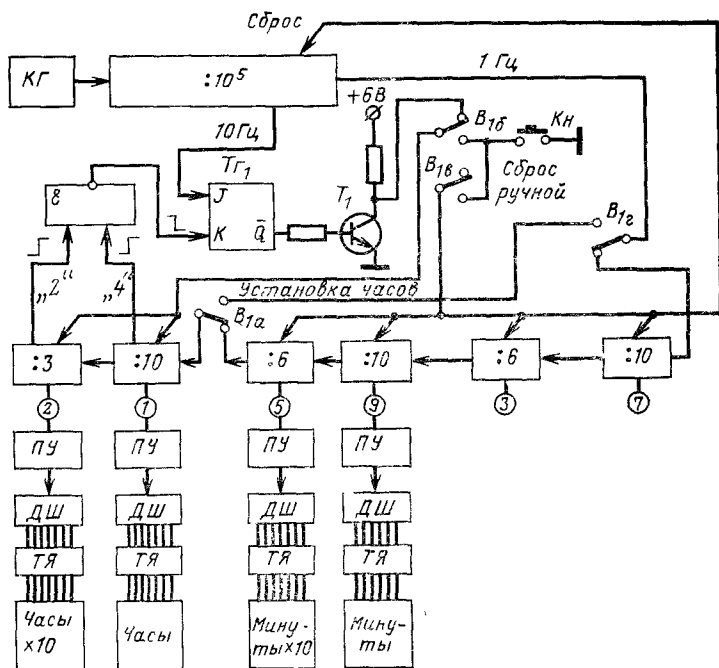 Сброс
КГ
:10⁵
1 Гц
+6В
10Гц
Тг₁
В₁б
Кн
В₁в
Сброс
ручной
&
J
K
Q̄
Т₁
В₁г
„2“
„4“
Установка часов
В₁а
:3
:10
:6
:10
:6
:10
2
1
5
9
3
7
ПУ
ПУ
ПУ
ПУ
ДШ
ДШ
ДШ
ДШ
ТЯ
ТЯ
ТЯ
ТЯ
Часы
×10
Часы
Мину-
ты×10
Мину-
ты